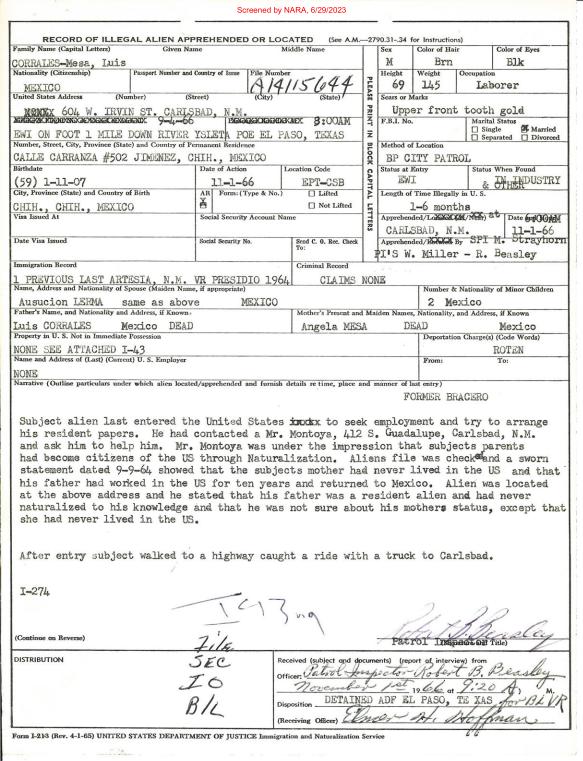 Screened by NARA, 6/29/2023
RECORD OF ILLEGAL ALIEN APPREHENDED OR LOCATED (See A.M.—2790.31-.34 for Instructions)
Family Name (Capital Letters) Given Name Middle Name Sex Color of Hair Color of Eyes
CORRALES-Mesa, Luis M Brn Blk
Nationality (Citizenship) Passport Number and Country of Issue File Number Height Weight Occupation
MEXICO A14115644 69 145 Laborer
United States Address (Number) (Street) (City) (State) Scars or Marks
604 W. IRVIN ST. CARLSBAD, N.M. Upper front tooth gold
9-4-66 8:00AM F.B.I. No. Marital Status
Single Married
Separated Divorced
EWI ON FOOT 1 MILE DOWN RIVER YSLETA POE EL PASO, TEXAS
Number, Street, City, Province (State) and Country of Permanent Residence Method of Location
CALLE CARRANZA #502 JIMENEZ, CHIH., MEXICO BP CITY PATROL
Birthdate Date of Action Location Code Status at Entry Status When Found
(59) 1-11-07 11-1-66 EPT-CSB EWI IN INDUSTRY & OTHER
City, Province (State) and Country of Birth AR Form: (Type & No.) Lifted Length of Time Illegally in U.S.
CHIH., CHIH., MEXICO X Not Lifted 1-6 months
PLEASE PRINT IN BLOCK CAPITAL LETTERS
Visa Issued At Social Security Account Name Apprehended/ at Date
CARLSBAD, N.M. 11-1-66
Date Visa Issued Social Security No. Send C. O. Rec. Check To: Apprehended/ By SPI M. Strayhorn
PI'S W. Miller - R. Beasley
Immigration Record Criminal Record
1 PREVIOUS LAST ARTESIA, N.M. VR PRESIDIO 1964 CLAIMS NONE
Name, Address, and Nationality of Spouse (Maiden Name, if appropriate) Number & Nationality of Minor Children
Ausucion LERMA same as above MEXICO 2 Mexico
Father's Name, and Nationality and Address, if Known Mother's Present and Maiden Names, Nationality, and Address, if Known
Luis CORRALES Mexico DEAD Angela MESA DEAD Mexico
Property in U.S. Not in Immediate Possession Deportation Charge(s) (Code Words)
NONE SEE ATTACHED I-43 ROTEN
Name and Address of (Last) (Current) U.S. Employer From: To:
NONE
Narrative (Outline particulars under which alien located/apprehended and furnish details re time, place and manner of last entry)
FORMER BRACERO
Subject alien last entered the United States to seek employment and try to arrange
his resident papers. He had contacted a Mr. Montoya, 412 S. Guadalupe, Carlsbad, N.M.
and ask him to help him. Mr. Montoya was under the impression that subjects parents
had become citizens of the US through Naturalization. Aliens file was checked and a sworn
statement dated 9-9-64 showed that the subjects mother had never lived in the US and that
his father had worked in the US for ten years and returned to Mexico. Alien was located
at the above address and he stated that his father was a resident alien and had never
naturalized to his knowledge and that he was not sure about his mothers status, except that
she had never lived in the US.
After entry subject walked to a highway caught a ride with a truck to Carlsbad.
I-274
Patrol Inspector Title)
(Continue on Reverse)
File
SEC
IO
B/L
DISTRIBUTION
Received (subject and documents) (report of interview) from
Officer: Patrol Inspector Robert B. Beasley
November 1st 1966 at 9:20 A M.
Disposition DETAINED ADF EL PASO, TE XAS for BL VR
(Receiving Officer) Elmer H. Hoffman
Form I-213 (Rev. 4-1-65) UNITED STATES DEPARTMENT OF JUSTICE Immigration and Naturalization Service